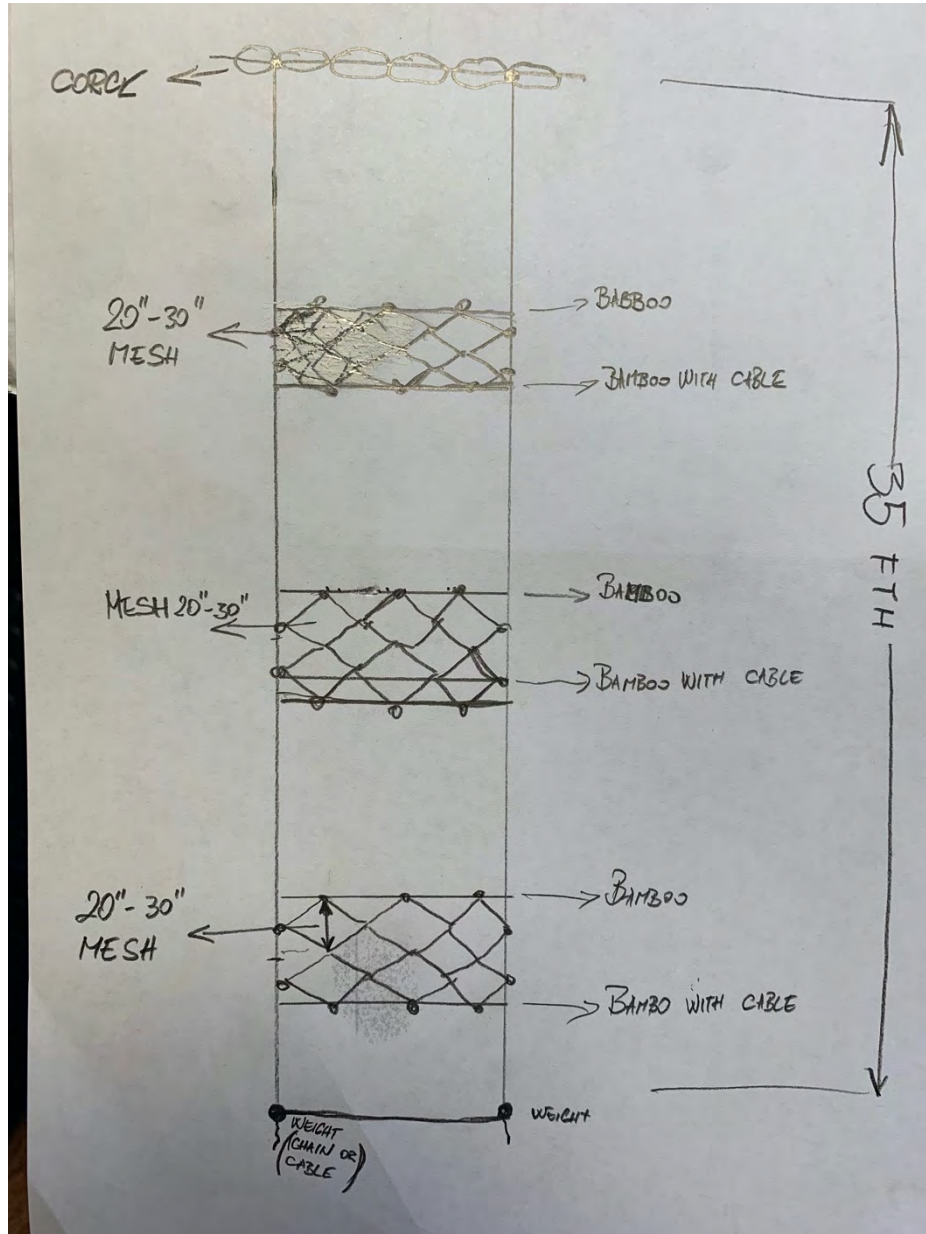 CORCK
20"-30"
MESH
BABBOO
BAMBOO WITH CABLE
35 FTH
MESH 20"-30"
BAMBOO
BAMBOO WITH CABLE
20"-30"
MESH
BAMBOO
BAMBO WITH CABLE
WEIGHT
(CHAIN OR
CABLE)
WEIGHT